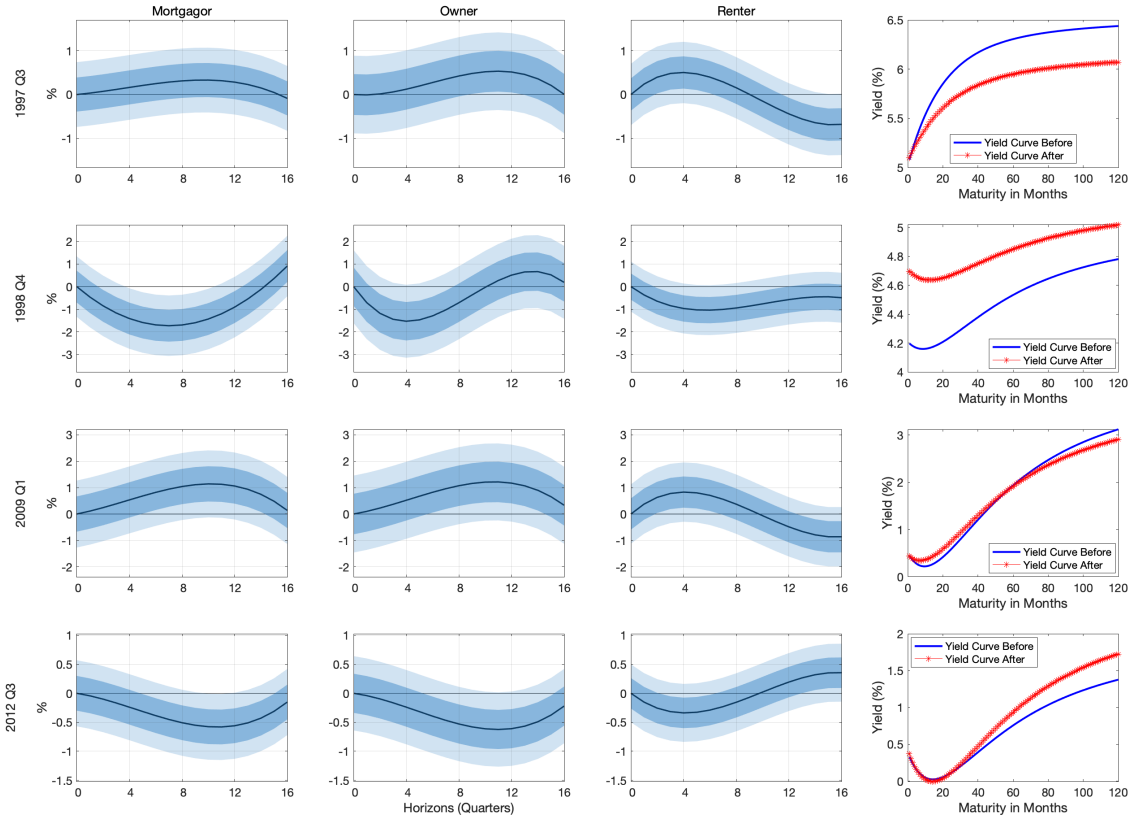 Mortgagor
Owner
Renter
1997 Q3
%
1
0
-1
0 4 8 12 16
1
0
-1
0 4 8 12 16
1
0
-1
0 4 8 12 16
Yield (%)
6.5
6
5.5
5
Yield Curve Before
Yield Curve After
0 20 40 60 80 100 120
Maturity in Months
1998 Q4
%
2
1
0
-1
-2
-3
0 4 8 12 16
2
1
0
-1
-2
-3
0 4 8 12 16
2
1
0
-1
-2
-3
0 4 8 12 16
Yield (%)
5
4.8
4.6
4.4
4.2
4
Yield Curve Before
Yield Curve After
0 20 40 60 80 100 120
Maturity in Months
2009 Q1
%
3
2
1
0
-1
-2
0 4 8 12 16
3
2
1
0
-1
-2
0 4 8 12 16
3
2
1
0
-1
-2
0 4 8 12 16
Yield (%)
3
2
1
0
Yield Curve Before
Yield Curve After
0 20 40 60 80 100 120
Maturity in Months
2012 Q3
%
1
0.5
0
-0.5
-1
-1.5
0 4 8 12 16
1
0.5
0
-0.5
-1
-1.5
0 4 8 12 16
Horizons (Quarters)
1
0.5
0
-0.5
-1
-1.5
0 4 8 12 16
Yield (%)
2
1.5
1
0.5
0
Yield Curve Before
Yield Curve After
0 20 40 60 80 100 120
Maturity in Months